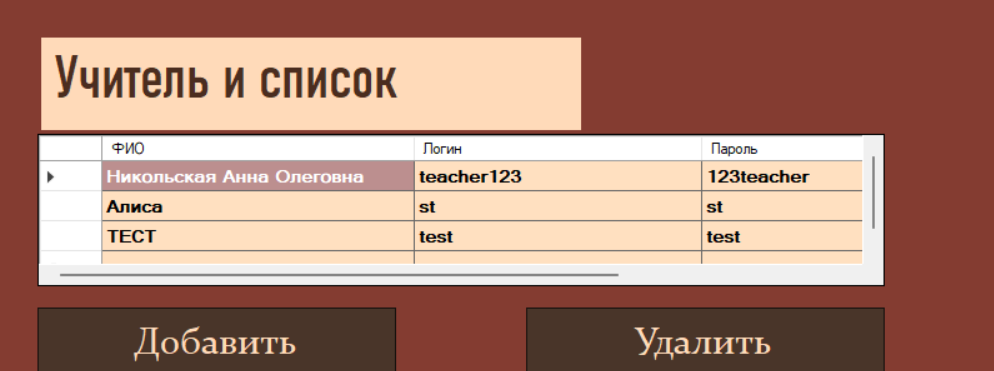 Учитель и список
ФИО Логин Пароль
Никольская Анна Олеговна teacher123 123teacher
Алиса st st
ТЕСТ test test
Добавить Удалить